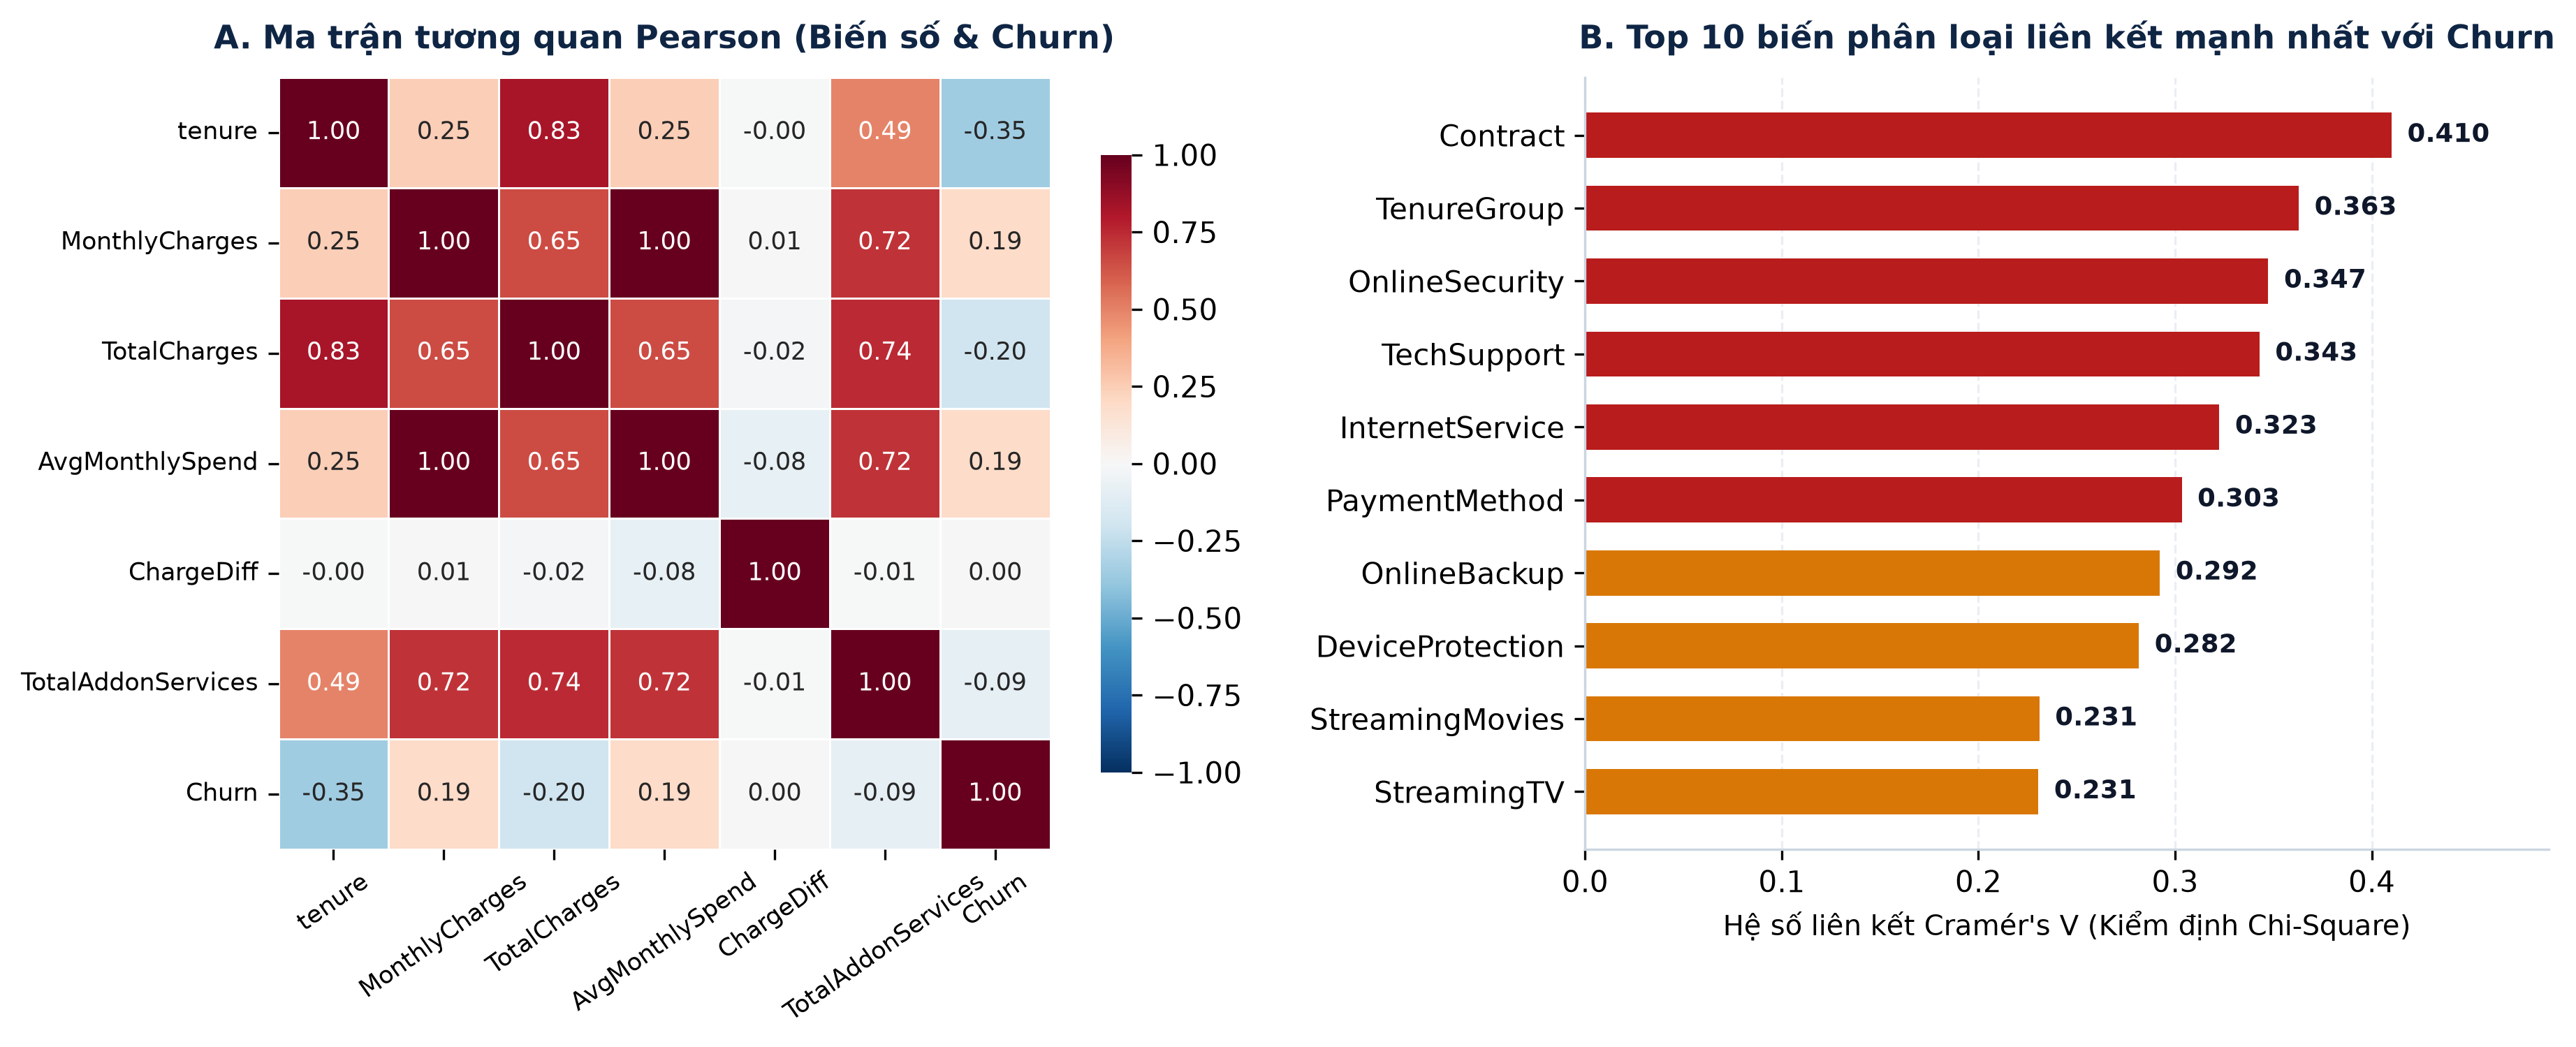 A. Ma trận tương quan Pearson (Biến số & Churn)
tenure 1.00 0.25 0.83 0.25 -0.00 0.49 -0.35
MonthlyCharges 0.25 1.00 0.65 1.00 0.01 0.72 0.19
TotalCharges 0.83 0.65 1.00 0.65 -0.02 0.74 -0.20
AvgMonthlySpend 0.25 1.00 0.65 1.00 -0.08 0.72 0.19
ChargeDiff -0.00 0.01 -0.02 -0.08 1.00 -0.01 0.00
TotalAddonServices 0.49 0.72 0.74 0.72 -0.01 1.00 -0.09
Churn -0.35 0.19 -0.20 0.19 0.00 -0.09 1.00
tenure MonthlyCharges TotalCharges AvgMonthlySpend ChargeDiff TotalAddonServices Churn
1.00
0.75
0.50
0.25
0.00
−0.25
−0.50
−0.75
−1.00
B. Top 10 biến phân loại liên kết mạnh nhất với Churn
Contract 0.410
TenureGroup 0.363
OnlineSecurity 0.347
TechSupport 0.343
InternetService 0.323
PaymentMethod 0.303
OnlineBackup 0.292
DeviceProtection 0.282
StreamingMovies 0.231
StreamingTV 0.231
0.0 0.1 0.2 0.3 0.4
Hệ số liên kết Cramér's V (Kiểm định Chi-Square)